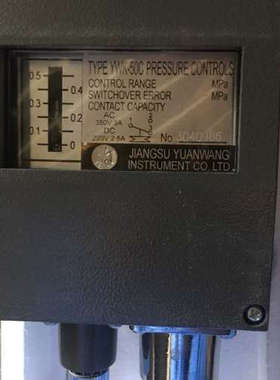 TYPE YWK-50C PRESSURE CONTROLS
CONTROL RANGE MPa
SWITCHOVER ERROR MPa
CONTACT CAPACITY
AC
380V 3A
DC
220V 2.5A
No
JIANGSU YUANWANG
INSTRUMENT CO LTD
0.5
0.4
0.3
0.2
0.1
0